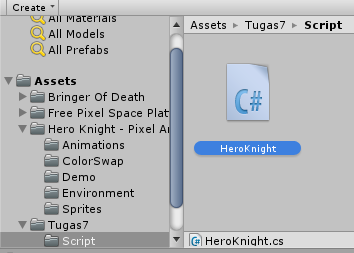 Create
All Materials
All Models
All Prefabs
Assets
Bringer Of Death
Free Pixel Space Plat
Hero Knight - Pixel Ar
Animations
ColorSwap
Demo
Environment
Sprites
Tugas7
Script
Assets Tugas7 Script
C#
HeroKnight
C# HeroKnight.cs